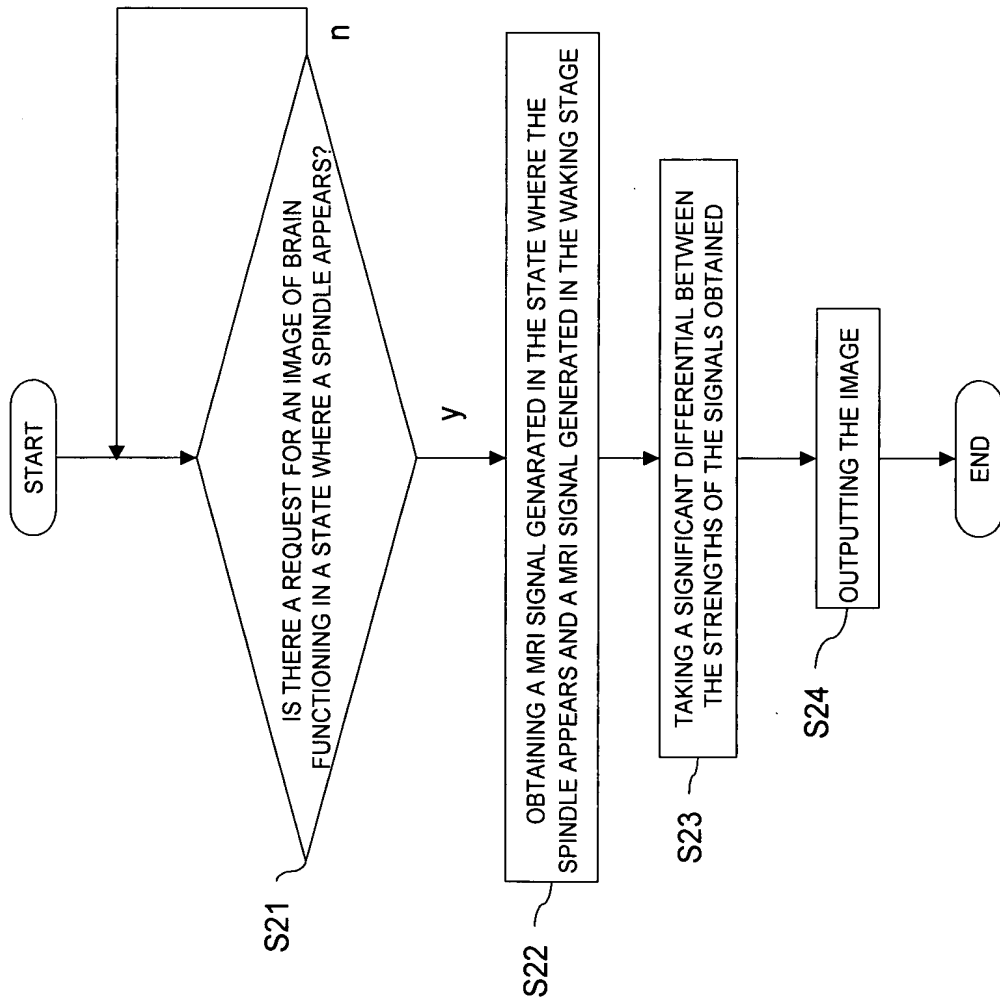 START
n
IS THERE A REQUEST FOR AN IMAGE OF BRAIN
FUNCTIONING IN A STATE WHERE A SPINDLE APPEARS?
S21
y
OBTAINING A MRI SIGNAL GENARATED IN THE STATE WHERE THE
SPINDLE APPEARS AND A MRI SIGNAL GENERATED IN THE WAKING STAGE
S22
TAKING A SIGNIFICANT DIFFERENTIAL BETWEEN
THE STRENGTHS OF THE SIGNALS OBTAINED
S23
OUTPUTTING THE IMAGE
S24
END